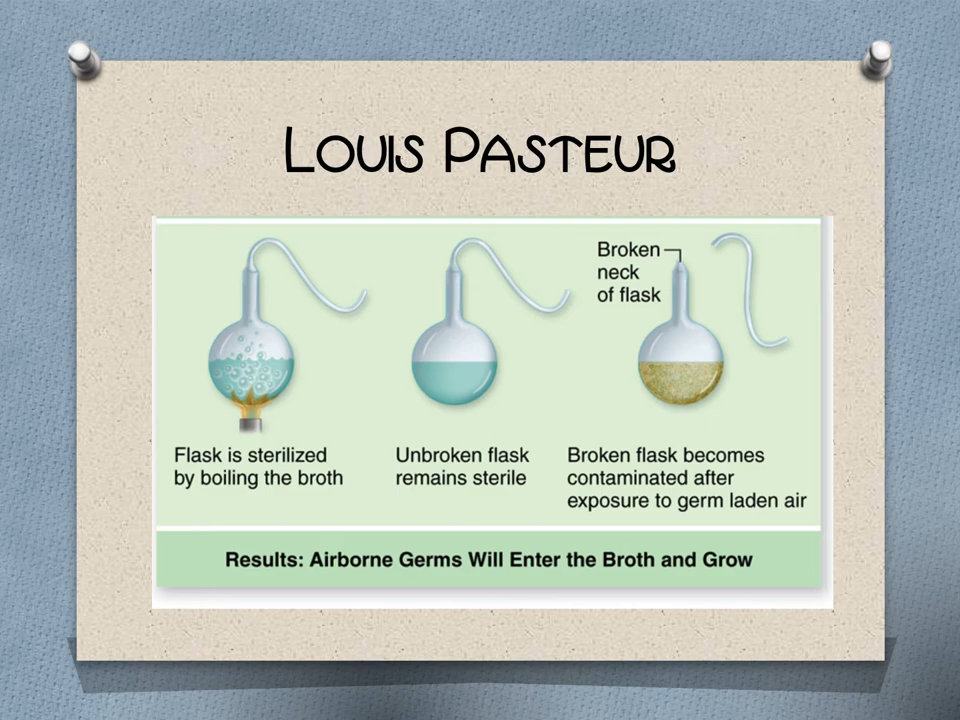 Louis Pasteur
Broken
neck
of flask
Flask is sterilized
by boiling the broth
Unbroken flask
remains sterile
Broken flask becomes
contaminated after
exposure to germ laden air
Results: Airborne Germs Will Enter the Broth and Grow